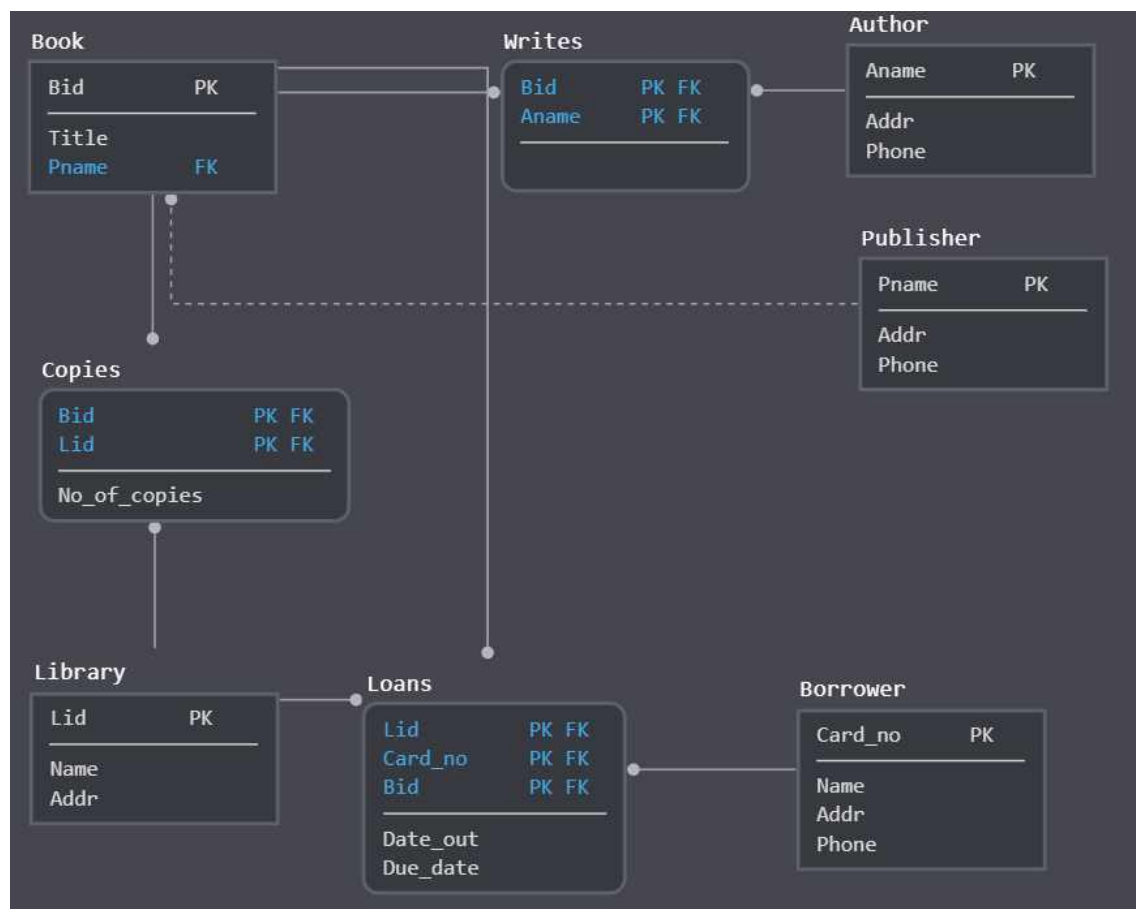 Book
Bid PK
Title
Pname FK
Writes
Bid PK FK
Aname PK FK
Author
Aname PK
Addr
Phone
Publisher
Pname PK
Addr
Phone
Copies
Bid PK FK
Lid PK FK
No_of_copies
Library
Lid PK
Name
Addr
Loans
Lid PK FK
Card_no PK FK
Bid PK FK
Date_out
Due_date
Borrower
Card_no PK
Name
Addr
Phone